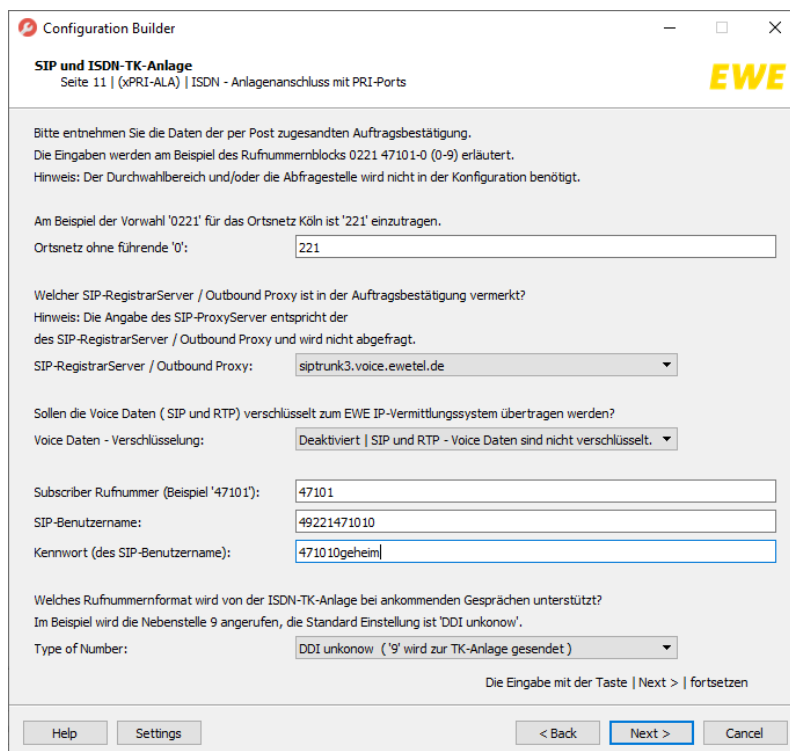 Configuration Builder
SIP und ISDN-TK-Anlage
Seite 11 | (xPRI-ALA) | ISDN - Anlagenanschluss mit PRI-Ports
EWE
Bitte entnehmen Sie die Daten der per Post zugesandten Auftragsbestätigung.
Die Eingaben werden am Beispiel des Rufnummernblocks 0221 47101-0 (0-9) erläutert.
Hinweis: Der Durchwahlbereich und/oder die Abfragestelle wird nicht in der Konfiguration benötigt.
Am Beispiel der Vorwahl '0221' für das Ortsnetz Köln ist '221' einzutragen.
Ortsnetz ohne führende '0': 221
Welcher SIP-RegistrarServer / Outbound Proxy ist in der Auftragsbestätigung vermerkt?
Hinweis: Die Angabe des SIP-ProxyServer entspricht der
des SIP-RegistrarServer / Outbound Proxy und wird nicht abgefragt.
SIP-RegistrarServer / Outbound Proxy: siptrunk3.voice.ewetel.de
Sollen die Voice Daten ( SIP und RTP) verschlüsselt zum EWE IP-Vermittlungssystem übertragen werden?
Voice Daten - Verschlüsselung: Deaktiviert | SIP und RTP - Voice Daten sind nicht verschlüsselt.
Subscriber Rufnummer (Beispiel '47101'): 47101
SIP-Benutzername: 49221471010
Kennwort (des SIP-Benutzername): 471010geheim
Welches Rufnummernformat wird von der ISDN-TK-Anlage bei ankommenden Gesprächen unterstützt?
Im Beispiel wird die Nebenstelle 9 angerufen, die Standard Einstellung ist 'DDI unkonow'.
Type of Number: DDI unkonow ( '9' wird zur TK-Anlage gesendet )
Die Eingabe mit der Taste | Next > | fortsetzen
Help Settings < Back Next > Cancel